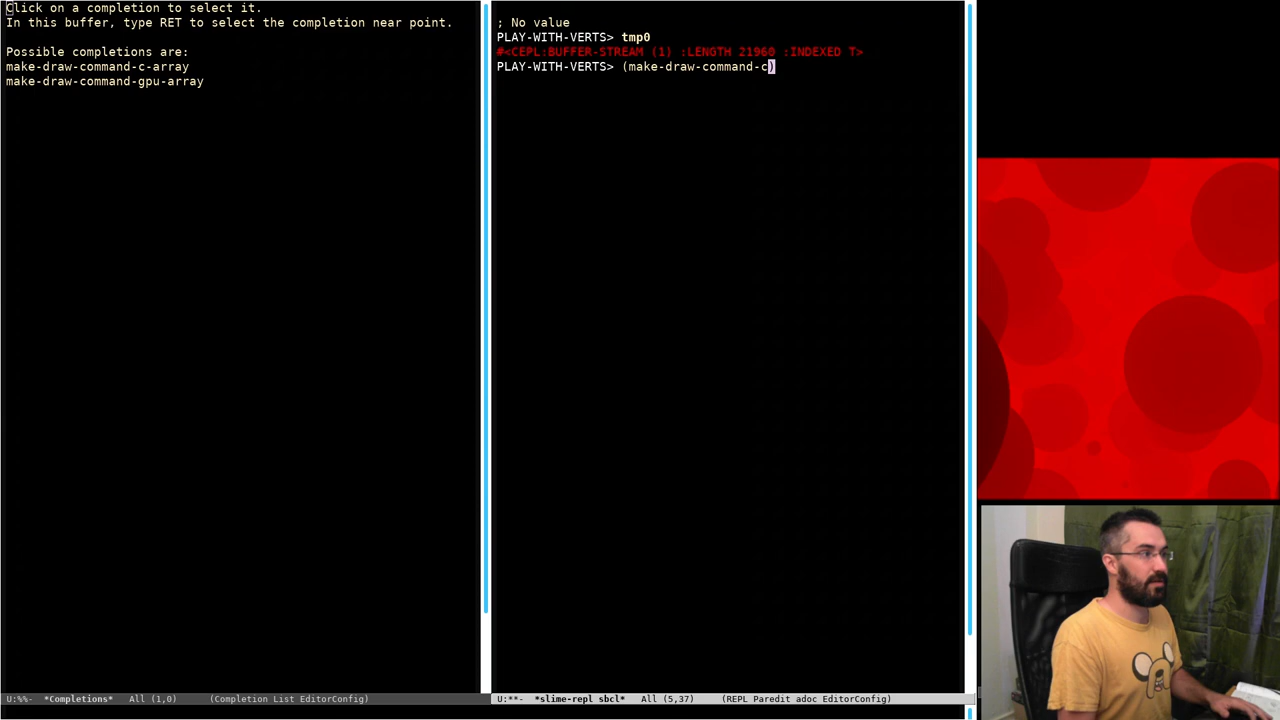 Click on a completion to select it.
In this buffer, type RET to select the completion near point.
Possible completions are:
make-draw-command-c-array
make-draw-command-gpu-array
U:%%-  *Completions*   All (1,0)      (Completion List EditorConfig)
; No value
PLAY-WITH-VERTS> tmp0
#<CEPL:BUFFER-STREAM (1) :LENGTH 21960 :INDEXED T>
PLAY-WITH-VERTS> (make-draw-command-c)
U:**-  *slime-repl sbcl*   All (5,37)     (REPL Paredit adoc EditorConfig)